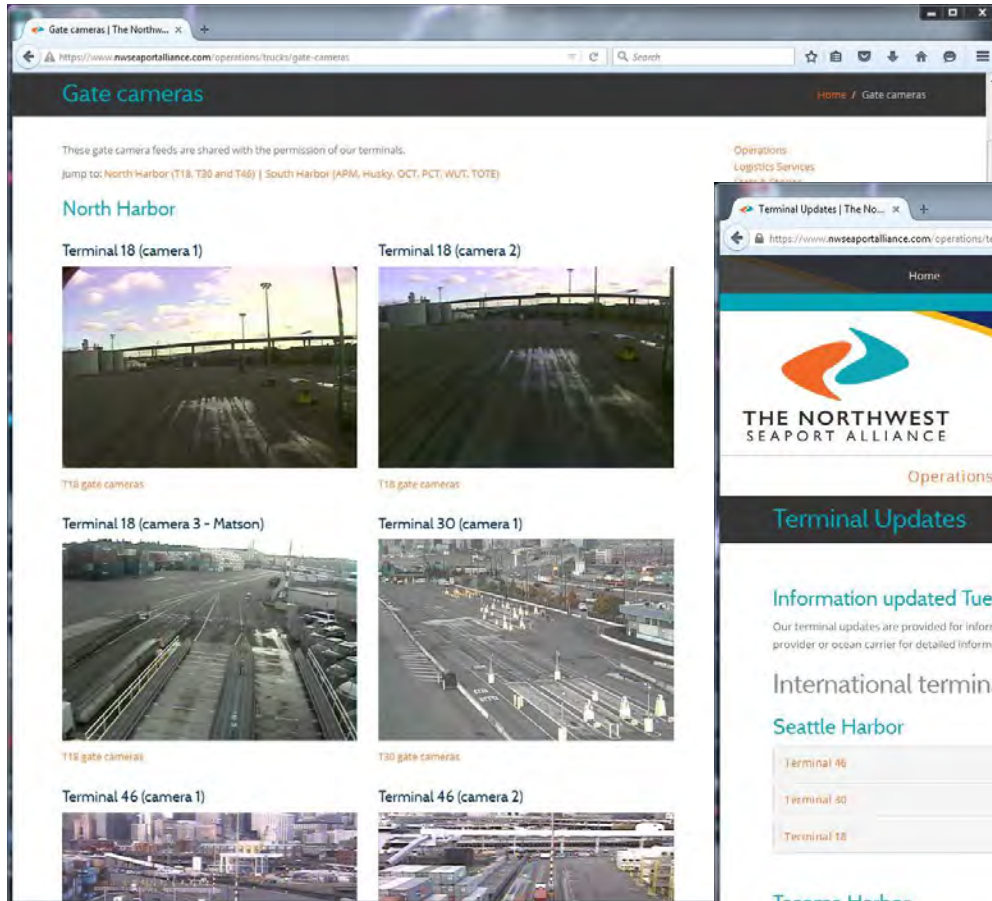 Gate cameras | The Northw... × +
https://www.nwseaportalliance.com/operations/trucks/gate-cameras
Search
Gate cameras
Home / Gate cameras
These gate camera feeds are shared with the permission of our terminals.
Jump to: North Harbor (T18, T30 and T46) | South Harbor (APM, Husky, OCT, PCT, WUT, TOTE)
Operations
Logistics Services
North Harbor
Terminal 18 (camera 1)
Terminal 18 (camera 2)
T18 gate cameras
T18 gate cameras
Terminal 18 (camera 3 - Matson)
Terminal 30 (camera 1)
T18 gate cameras
T30 gate cameras
Terminal 46 (camera 1)
Terminal 46 (camera 2)
Terminal Updates | The No... × +
https://www.nwseaportalliance.com/operations/te
Home
THE NORTHWEST
SEAPORT ALLIANCE
Operations
Terminal Updates
Information updated Tue
Our terminal updates are provided for inform
provider or ocean carrier for detailed inform
International termina
Seattle Harbor
Terminal 46
Terminal 30
Terminal 18